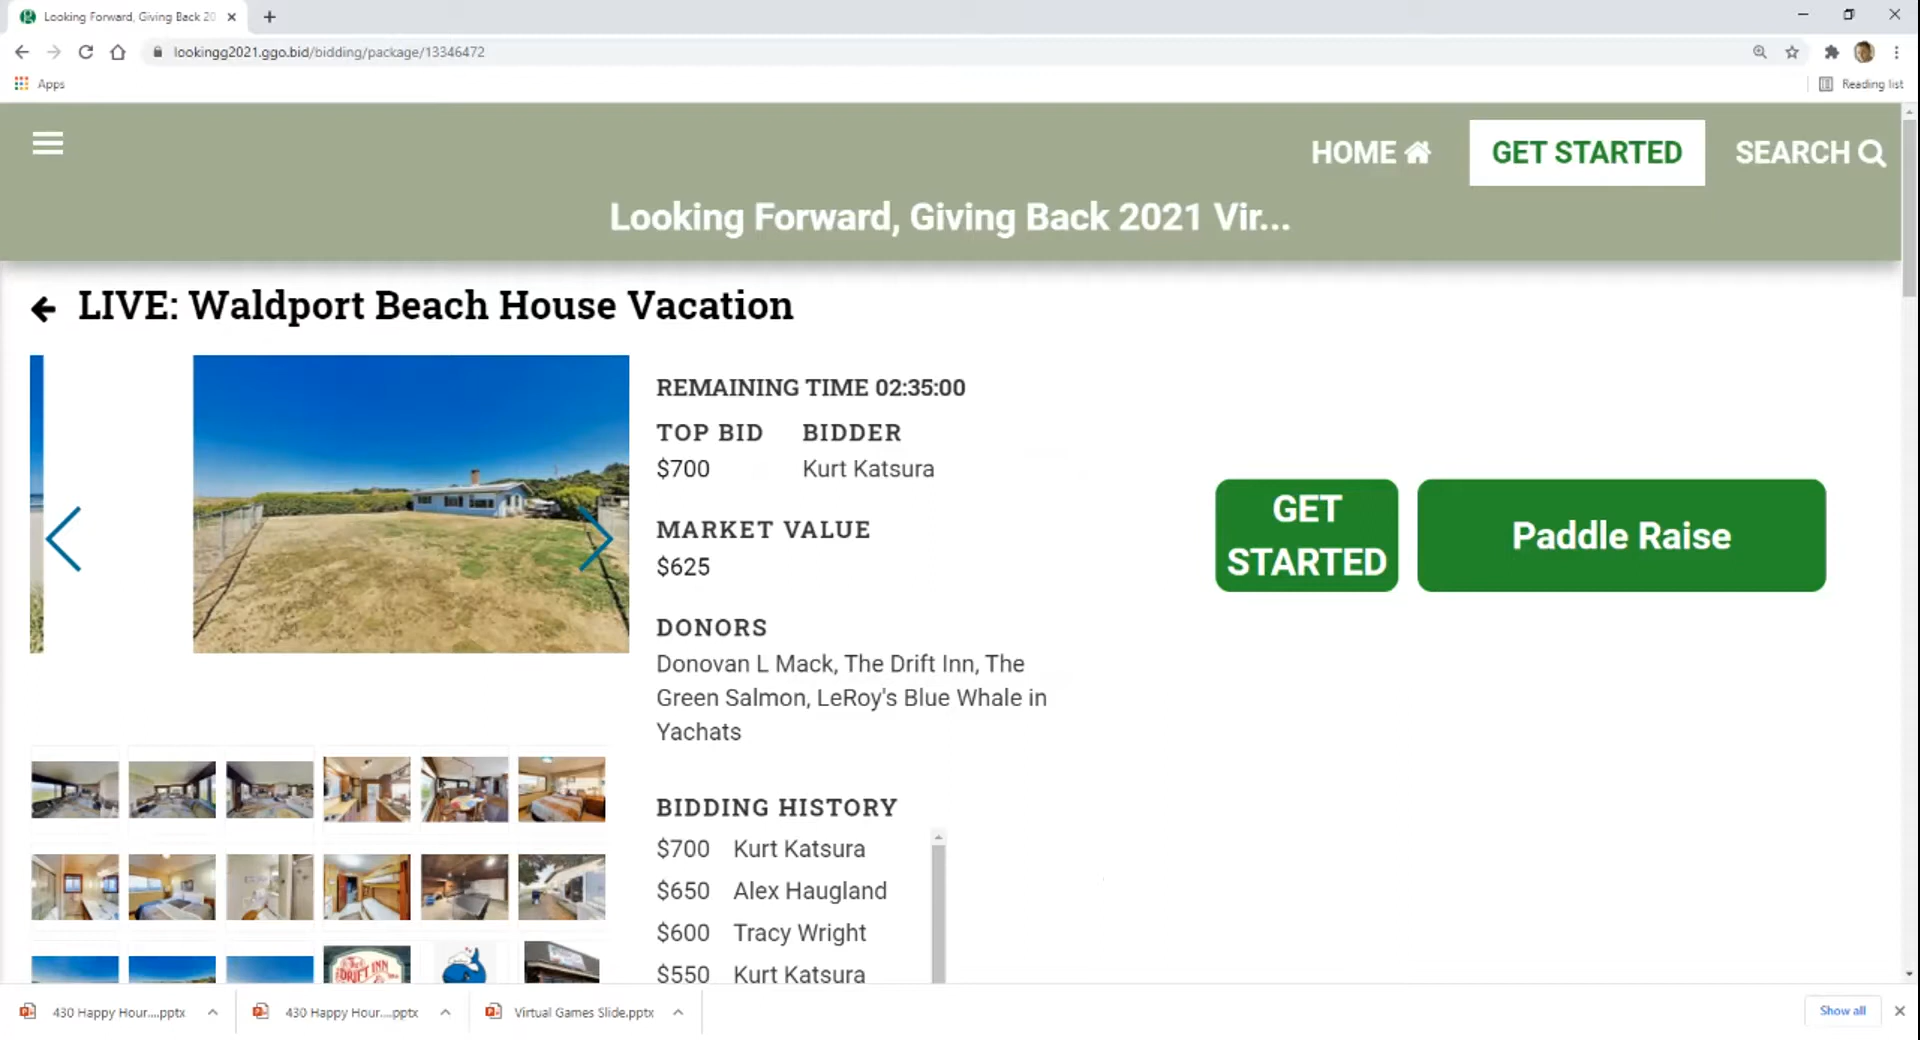 Looking Forward, Giving Back 20
lookingg2021.ggo.bid/bidding/package/13346472
Apps
Reading list
HOME
GET STARTED
SEARCH
Looking Forward, Giving Back 2021 Vir...
LIVE: Waldport Beach House Vacation
REMAINING TIME 02:35:00
TOP BID BIDDER
$700 Kurt Katsura
MARKET VALUE
$625
DONORS
Donovan L Mack, The Drift Inn, The
Green Salmon, LeRoy's Blue Whale in
Yachats
GET
STARTED
Paddle Raise
BIDDING HISTORY
$700 Kurt Katsura
$650 Alex Haugland
$600 Tracy Wright
$550 Kurt Katsura
DRIFT INN
430 Happy Hour....pptx
430 Happy Hour....pptx
Virtual Games Slide.pptx
Show all